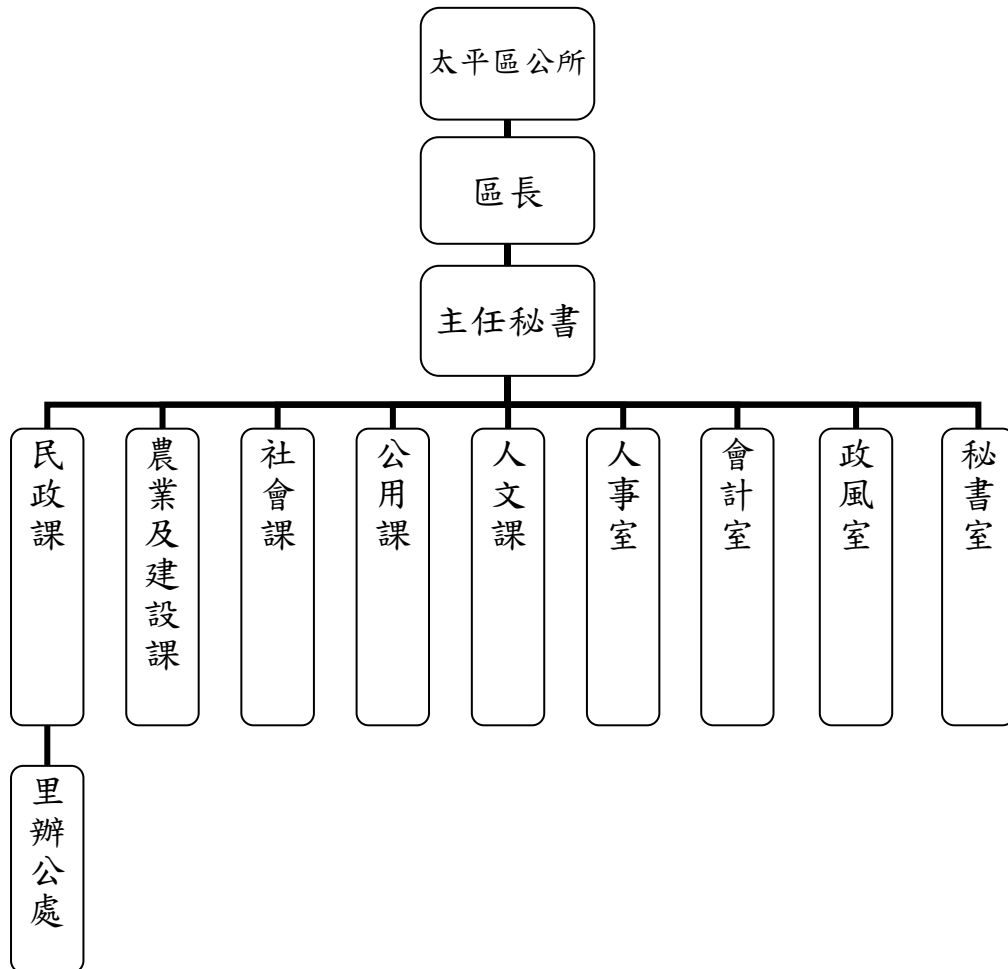 太平區公所
區長
主任秘書
民政課
農業及建設課
社會課
公用課
人文課
人事室
會計室
政風室
秘書室
里辦公處